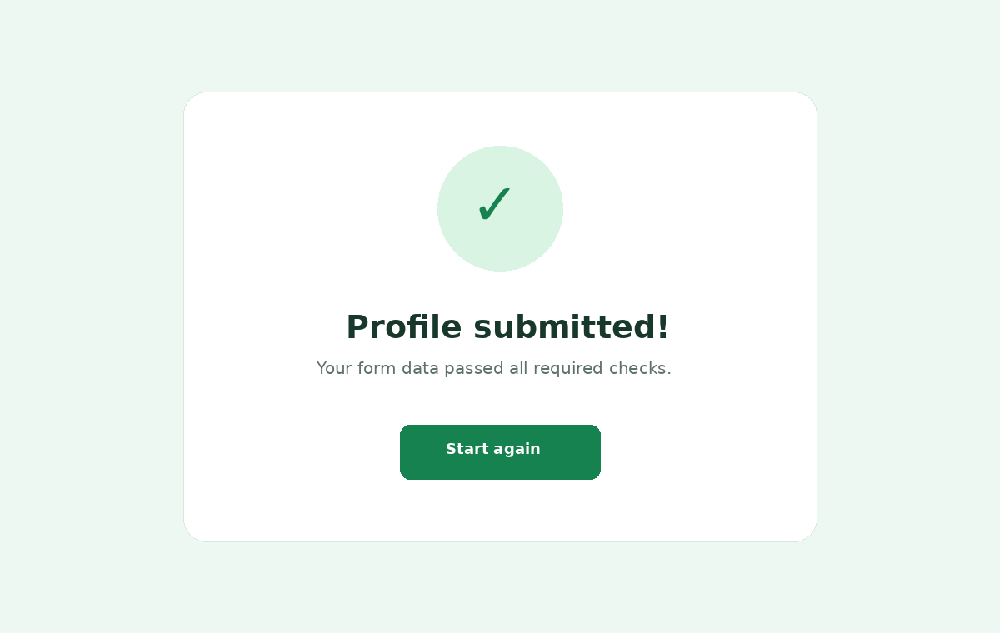 ✓
Profile submitted!
Your form data passed all required checks.
Start again